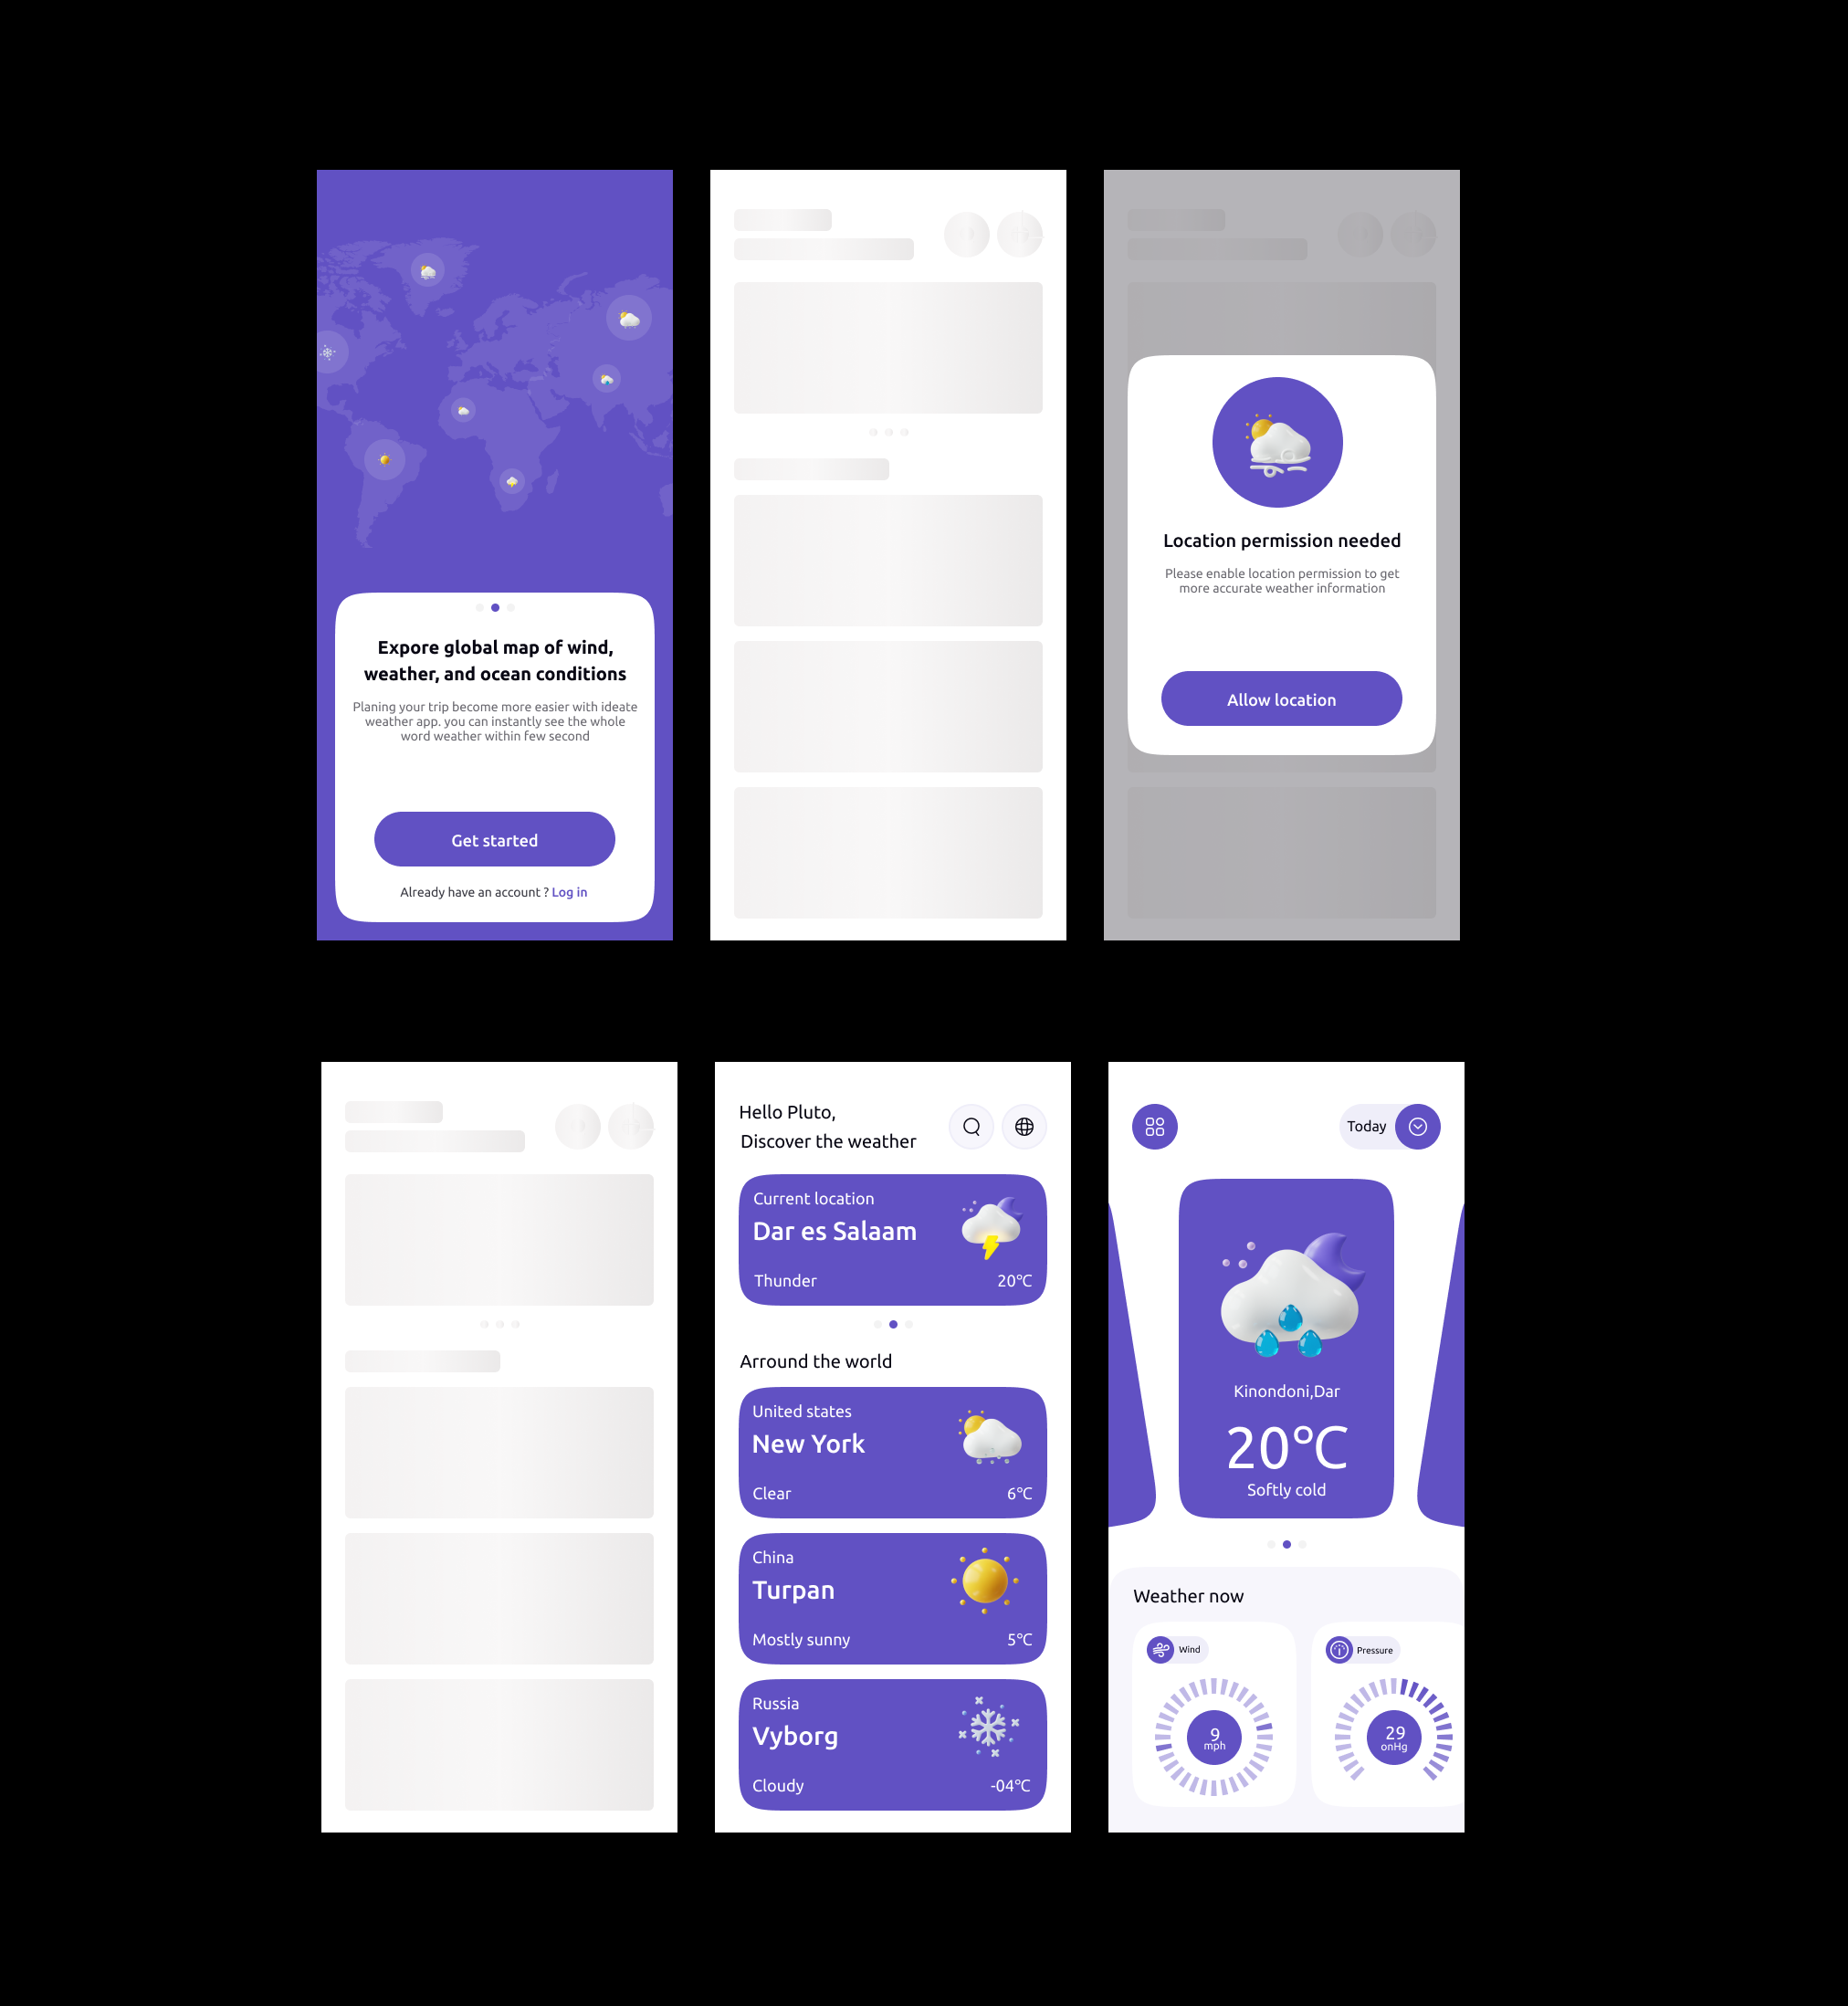 Expore global map of wind,
weather, and ocean conditions
Planing your trip become more easier with ideate
weather app. you can instantly see the whole
word weather within few second
Get started
Already have an account ? Log in
Location permission needed
Please enable location permission to get
more accurate weather information
Allow location
Hello Pluto,
Discover the weather
Current location
Dar es Salaam
Thunder
20°C
Arround the world
United states
New York
Clear
6°C
China
Turpan
Mostly sunny
5°C
Russia
Vyborg
Cloudy
-04°C
Today
Kinondoni,Dar
20°C
Softly cold
Weather now
Wind
9
mph
Pressure
29
onHg